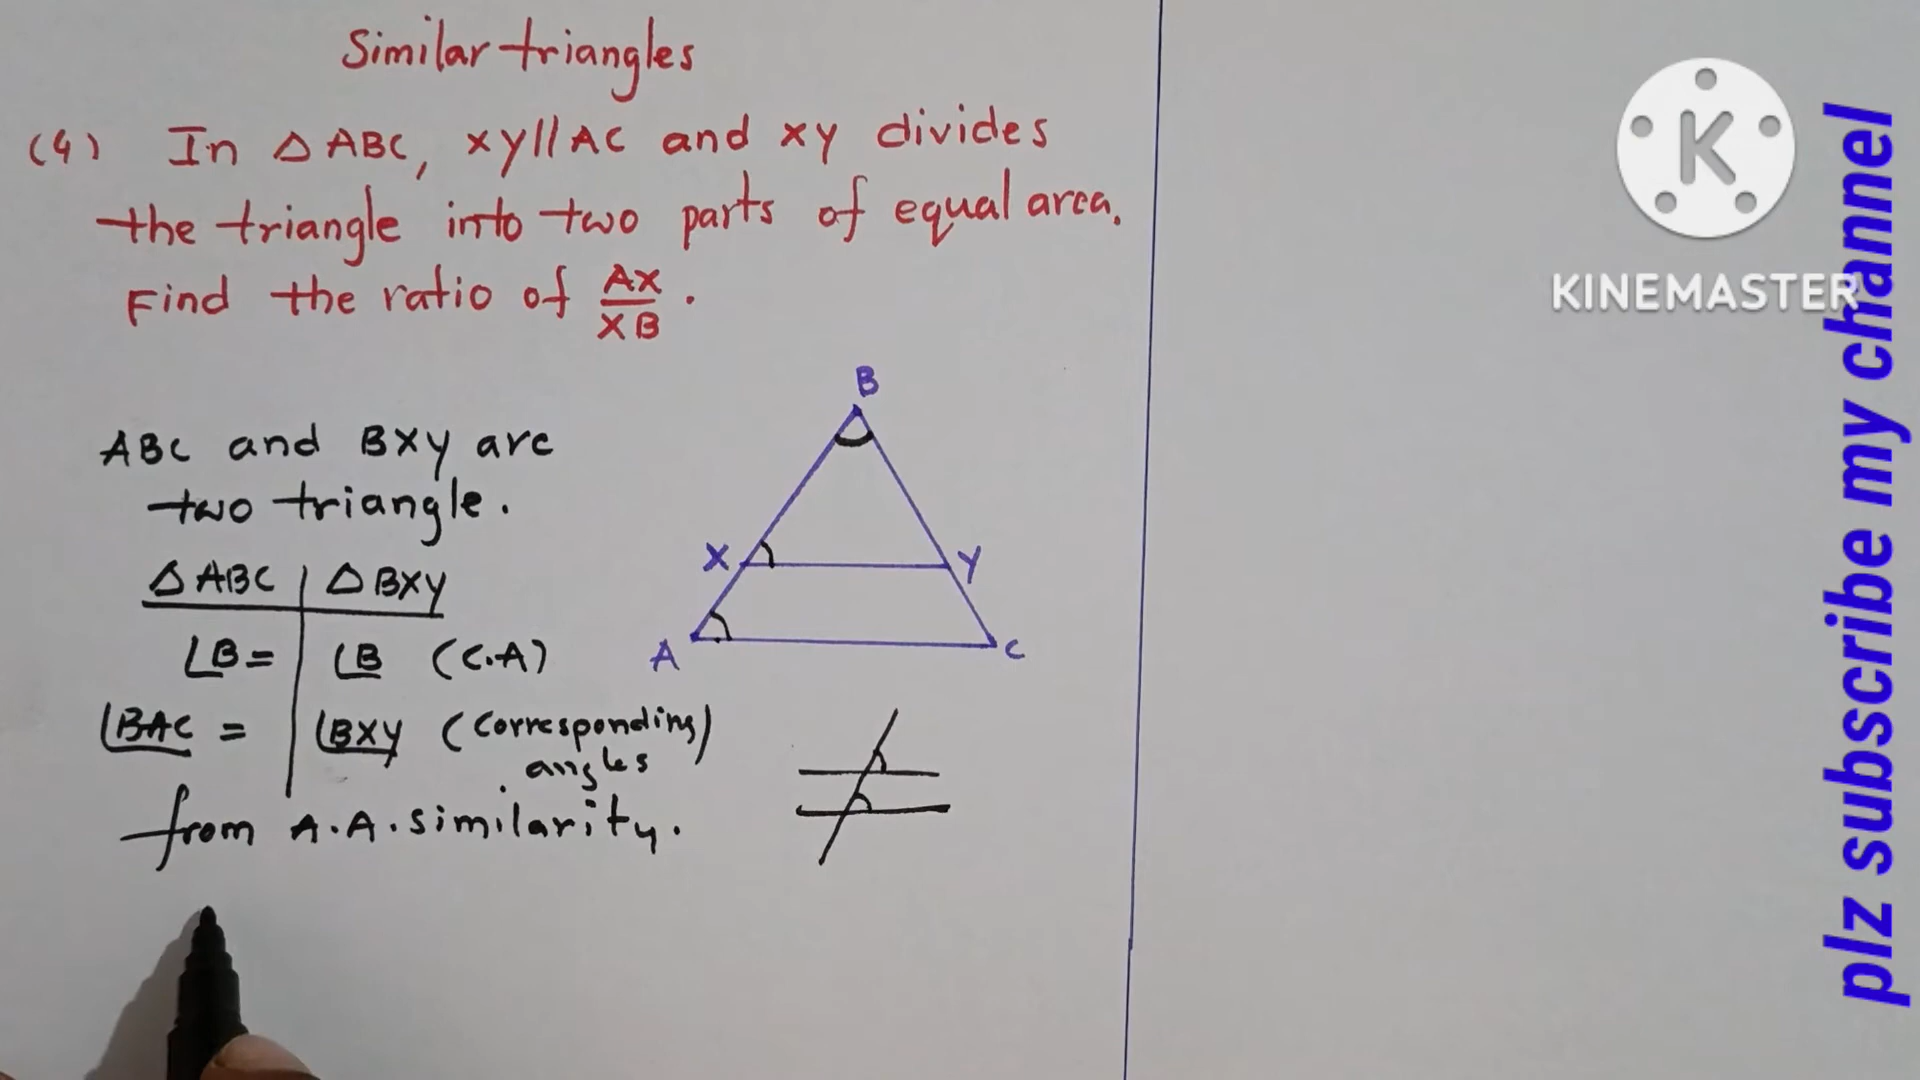 Similar triangles
(4) In △ ABC, xy||AC and xy divides
the triangle into two parts of equal area.
Find the ratio of AX/XB.
ABC and BXY are
two triangle.
△ ABC | △ BXY
∠B = | ∠B (C.A)
∠BAC = | ∠BXY (Corresponding angles)
from A.A. similarity.
B
X
Y
A
C
K
KINEMASTER
plz subscribe my channel